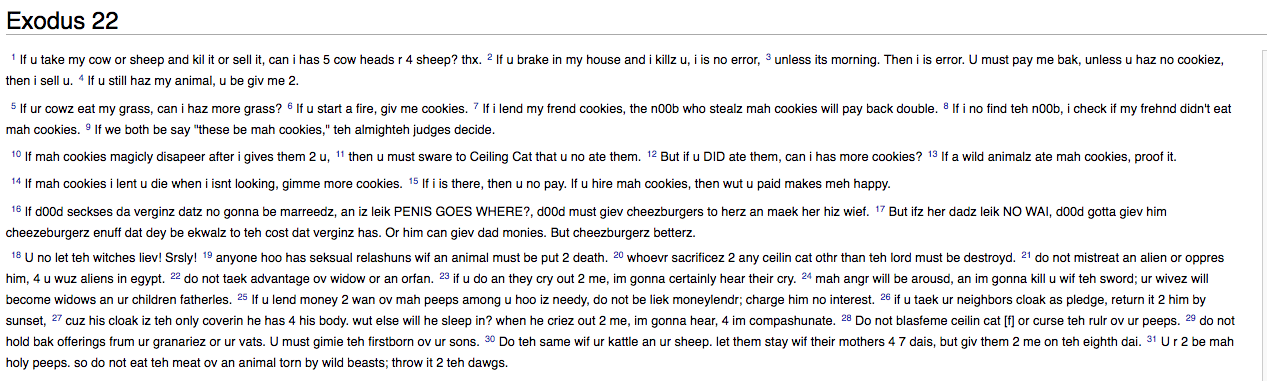 Exodus 22
1 If u take my cow or sheep and kil it or sell it, can i has 5 cow heads r 4 sheep? thx. 2 If u brake in my house and i killz u, i is no error, 3 unless its morning. Then i is error. U must pay me bak, unless u haz no cookiez,
then i sell u. 4 If u still haz my animal, u be giv me 2.
5 If ur cowz eat my grass, can i haz more grass? 6 If u start a fire, giv me cookies. 7 If i lend my frend cookies, the n00b who stealz mah cookies will pay back double. 8 If i no find teh n00b, i check if my frehnd didn't eat
mah cookies. 9 If we both be say "these be mah cookies," teh almighteh judges decide.
10 If mah cookies magicly disapeer after i gives them 2 u, 11 then u must sware to Ceiling Cat that u no ate them. 12 But if u DID ate them, can i has more cookies? 13 If a wild animalz ate mah cookies, proof it.
14 If mah cookies i lent u die when i isnt looking, gimme more cookies. 15 If i is there, then u no pay. If u hire mah cookies, then wut u paid makes meh happy.
16 If d00d seckses da verginz datz no gonna be marreedz, an iz leik PENIS GOES WHERE?, d00d must giev cheezburgers to herz an maek her hiz wief. 17 But ifz her dadz leik NO WAI, d00d gotta giev him
cheezeburgerz enuff dat dey be ekwalz to teh cost dat verginz has. Or him can giev dad monies. But cheezburgerz betterz.
18 U no let teh witches liev! Srsly! 19 anyone hoo has seksual relashuns wif an animal must be put 2 death. 20 whoevr sacrificez 2 any ceilin cat othr than teh lord must be destroyd. 21 do not mistreat an alien or oppres
him, 4 u wuz aliens in egypt. 22 do not taek advantage ov widow or an orfan. 23 if u do an they cry out 2 me, im gonna certainly hear their cry. 24 mah angr will be arousd, an im gonna kill u wif teh sword; ur wivez will
become widows an ur children fatherles. 25 If u lend money 2 wan ov mah peeps among u hoo iz needy, do not be liek moneylendr; charge him no interest. 26 if u taek ur neighbors cloak as pledge, return it 2 him by
sunset, 27 cuz his cloak iz teh only coverin he has 4 his body. wut else will he sleep in? when he criez out 2 me, im gonna hear, 4 im compashunate. 28 Do not blasfeme ceilin cat [f] or curse teh rulr ov ur peeps. 29 do not
hold bak offerings frum ur granariez or ur vats. U must gimie teh firstborn ov ur sons. 30 Do teh same wif ur kattle an ur sheep. let them stay wif their mothers 4 7 dais, but giv them 2 me on teh eighth dai. 31 U r 2 be mah
holy peeps. so do not eat teh meat ov an animal torn by wild beasts; throw it 2 teh dawgs.